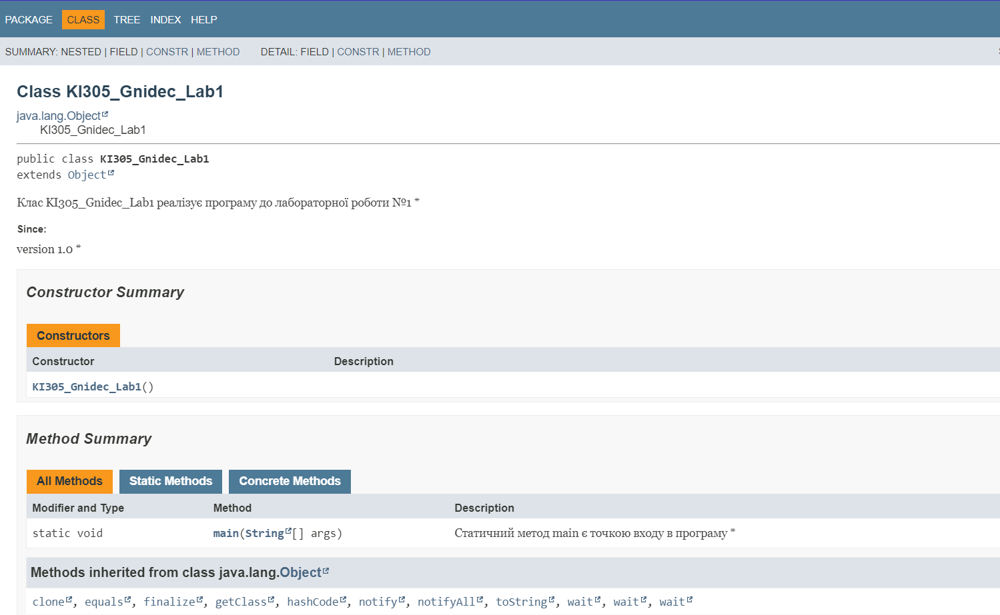 PACKAGE CLASS TREE INDEX HELP
SUMMARY: NESTED | FIELD | CONSTR | METHOD DETAIL: FIELD | CONSTR | METHOD
Class KI305_Gnidec_Lab1
java.lang.Object
KI305_Gnidec_Lab1
public class KI305_Gnidec_Lab1
extends Object
Клас KI305_Gnidec_Lab1 реалізує програму до лабораторної роботи №1 *
Since:
version 1.0 *
Constructor Summary
Constructors
Constructor Description
KI305_Gnidec_Lab1()
Method Summary
All Methods Static Methods Concrete Methods
Modifier and Type Method Description
static void main(String[] args) Статичний метод main є точкою входу в програму *
Methods inherited from class java.lang.Object
clone, equals, finalize, getClass, hashCode, notify, notifyAll, toString, wait, wait, wait